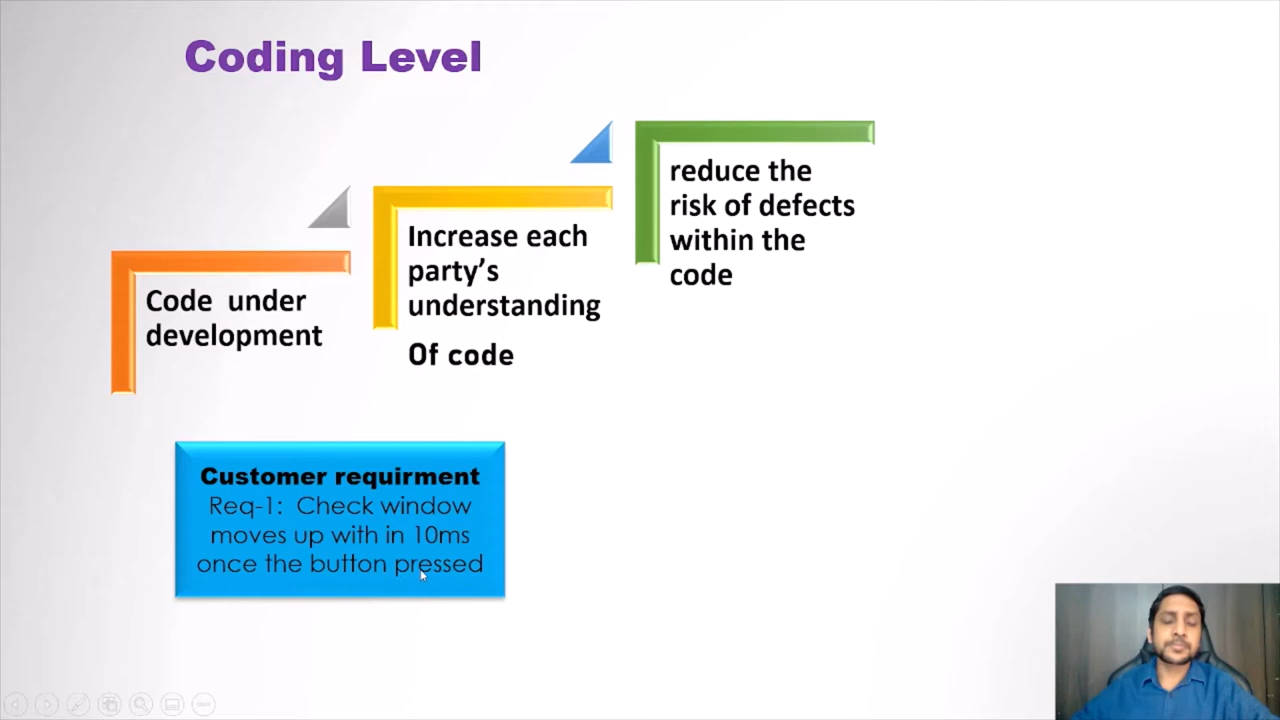 Coding Level
Code under
development
Increase each
party's
understanding
Of code
reduce the
risk of defects
within the
code
Customer requirment
Req-1: Check window
moves up with in 10ms
once the button pressed